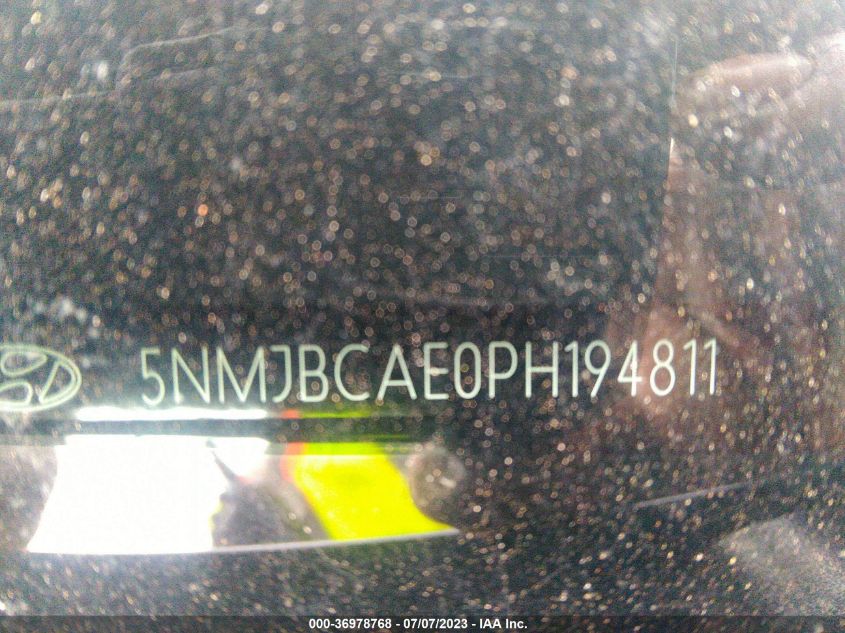 5NMJBCAE0PH194811
000-36978768 - 07/07/2023 - IAA Inc.